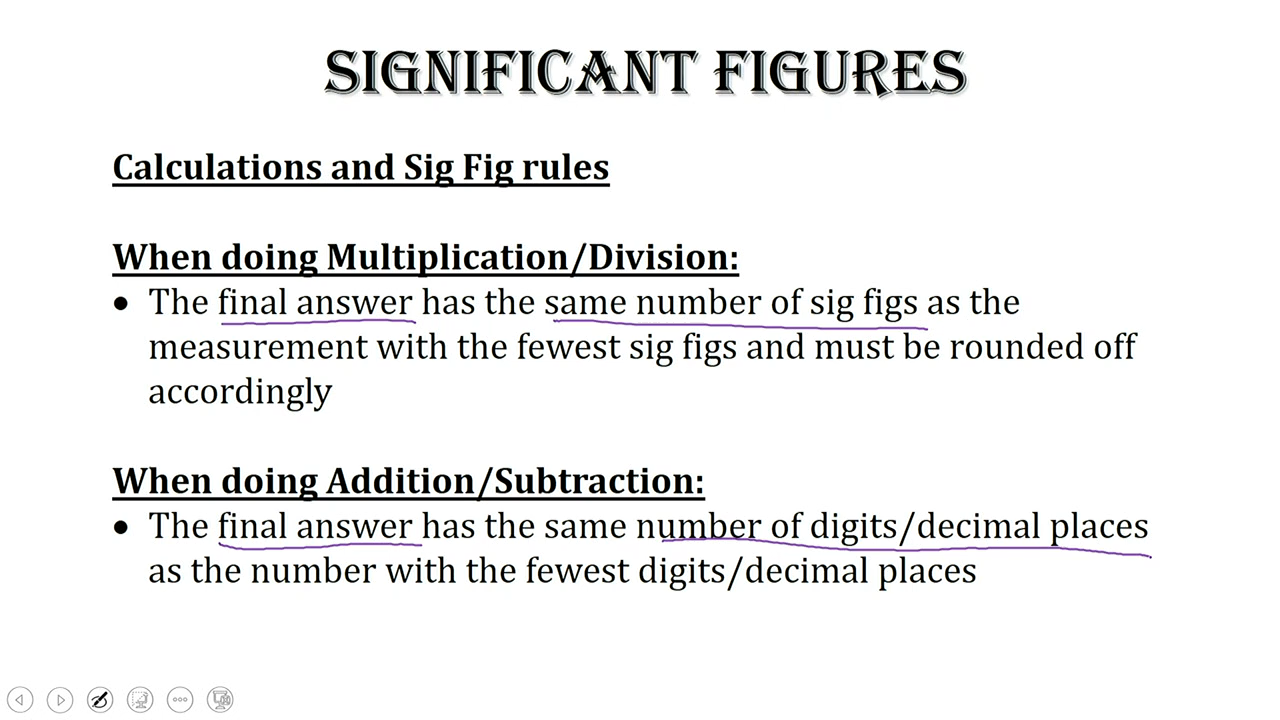 SIGNIFICANT FIGURES
Calculations and Sig Fig rules
When doing Multiplication/Division:
• The final answer has the same number of sig figs as the
measurement with the fewest sig figs and must be rounded off
accordingly
When doing Addition/Subtraction:
• The final answer has the same number of digits/decimal places
as the number with the fewest digits/decimal places